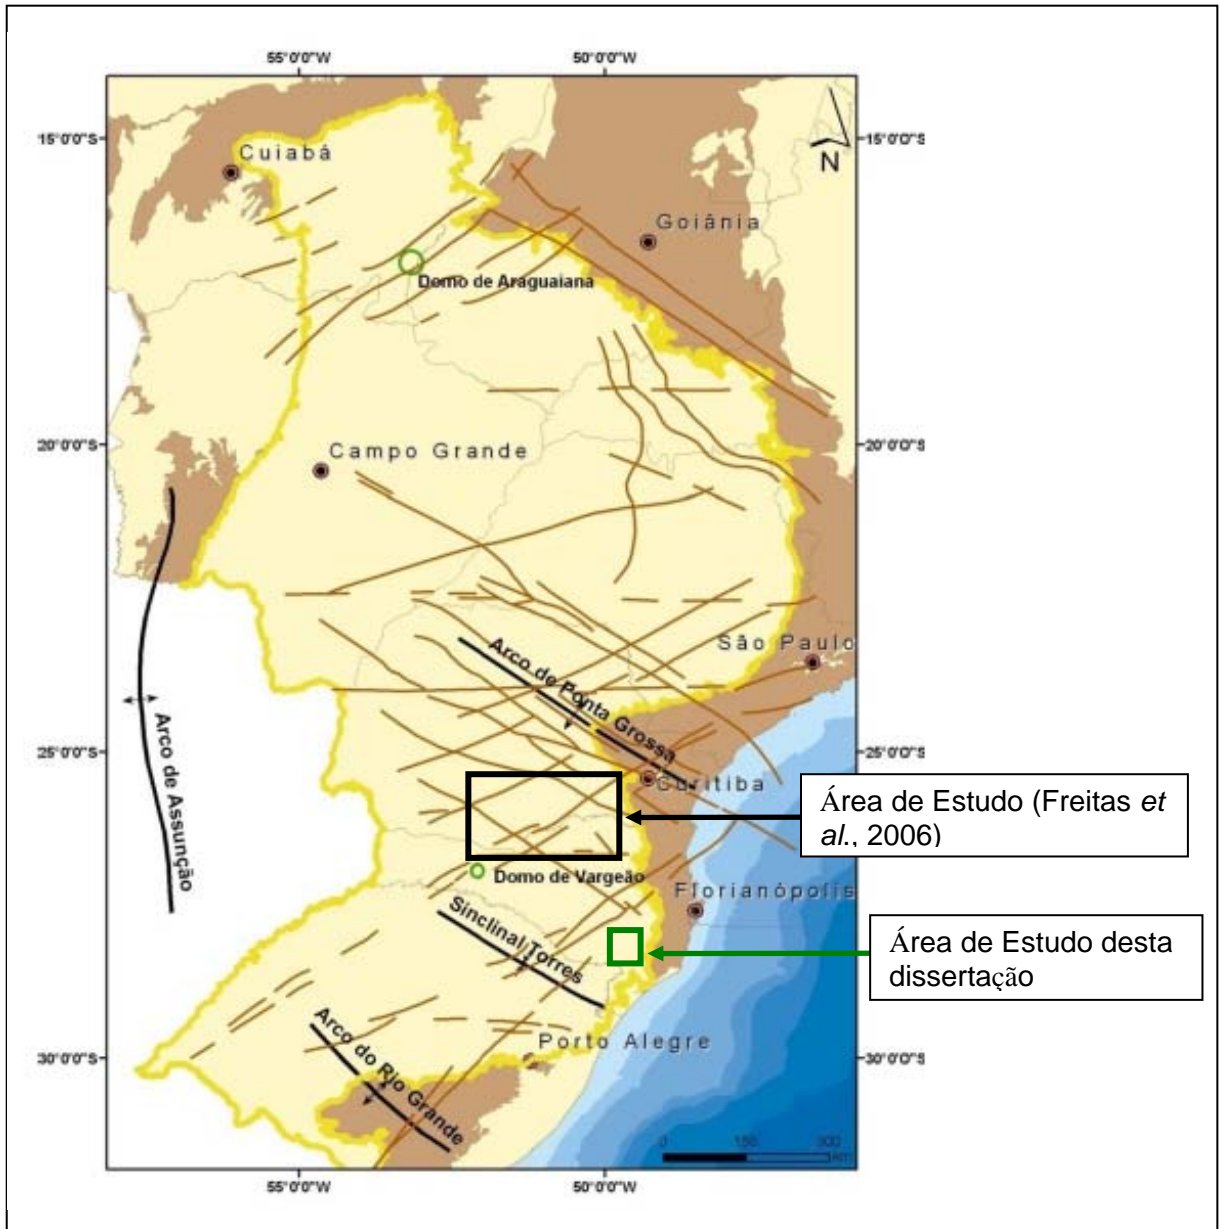 55°0'0"W
50°0'0"W
15°0'0"S
15°0'0"S
Cuiabá
N
Goiânia
Domo de Araguaiana
20°0'0"S
20°0'0"S
Campo Grande
São Paulo
Arco de Ponta Grossa
Arco de Assunção
25°0'0"S
25°0'0"S
Curitiba
Área de Estudo (Freitas et
al., 2006)
Domo de Vargeão
Florianópolis
Sinclinal Torres
Área de Estudo desta
dissertação
Arco do Rio Grande
Porto Alegre
30°0'0"S
30°0'0"S
0 150 300
Km
55°0'0"W
50°0'0"W